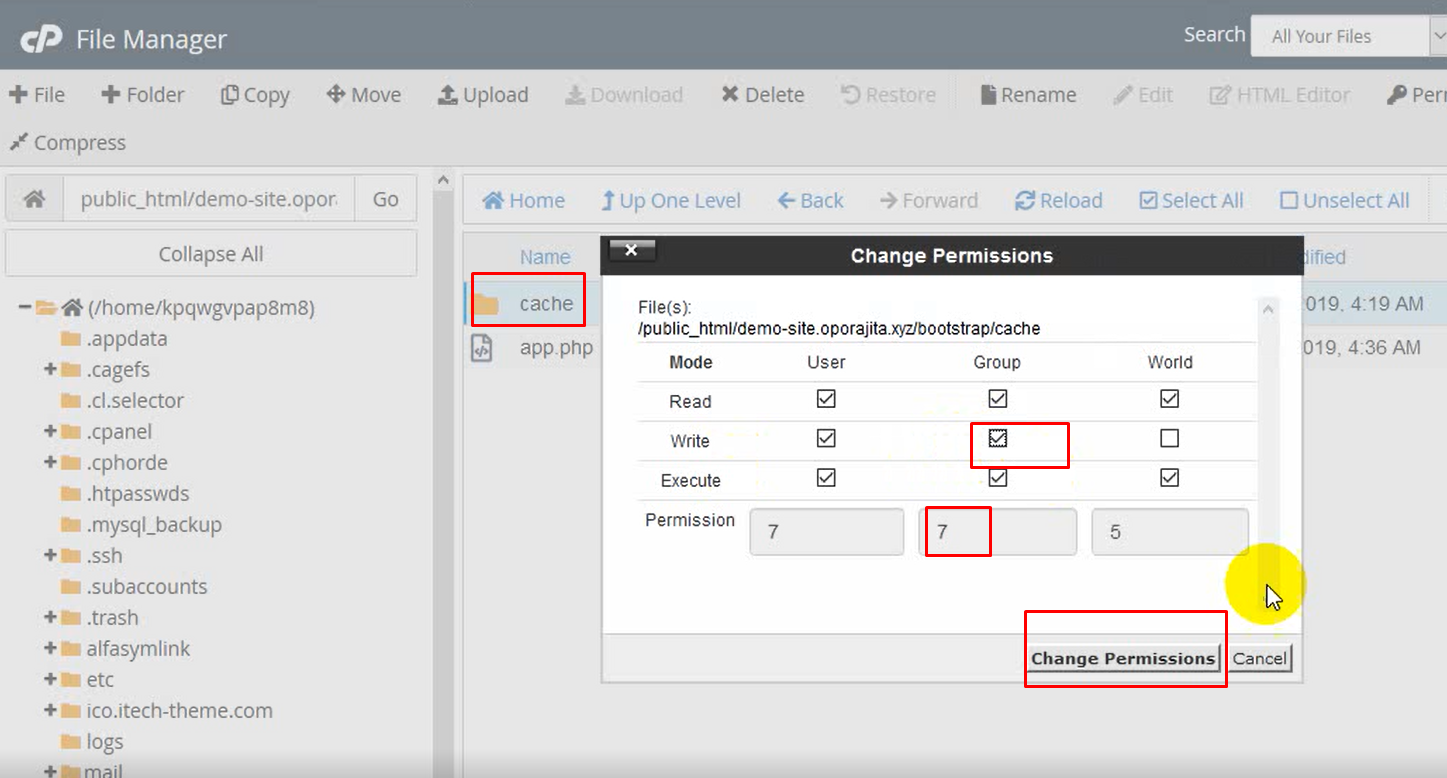 cP File Manager
Search All Your Files
File Folder Copy Move Upload Download Delete Restore Rename Edit HTML Editor
Compress
public_html/demo-site.opor Go
Home Up One Level Back Forward Reload Select All Unselect All
Collapse All
Name
Change Permissions
(/home/kpqwgvpap8m8)
.appdata
.cagefs
.cl.selector
.cpanel
.cphorde
.htpasswds
.mysql_backup
.ssh
.subaccounts
.trash
alfasymlink
etc
ico.itech-theme.com
logs
mail
cache
019, 4:19 AM
app.php
019, 4:36 AM
File(s):
/public_html/demo-site.oporajita.xyz/bootstrap/cache
Mode User Group World
Read
Write
Execute
Permission 7 7 5
Change Permissions Cancel